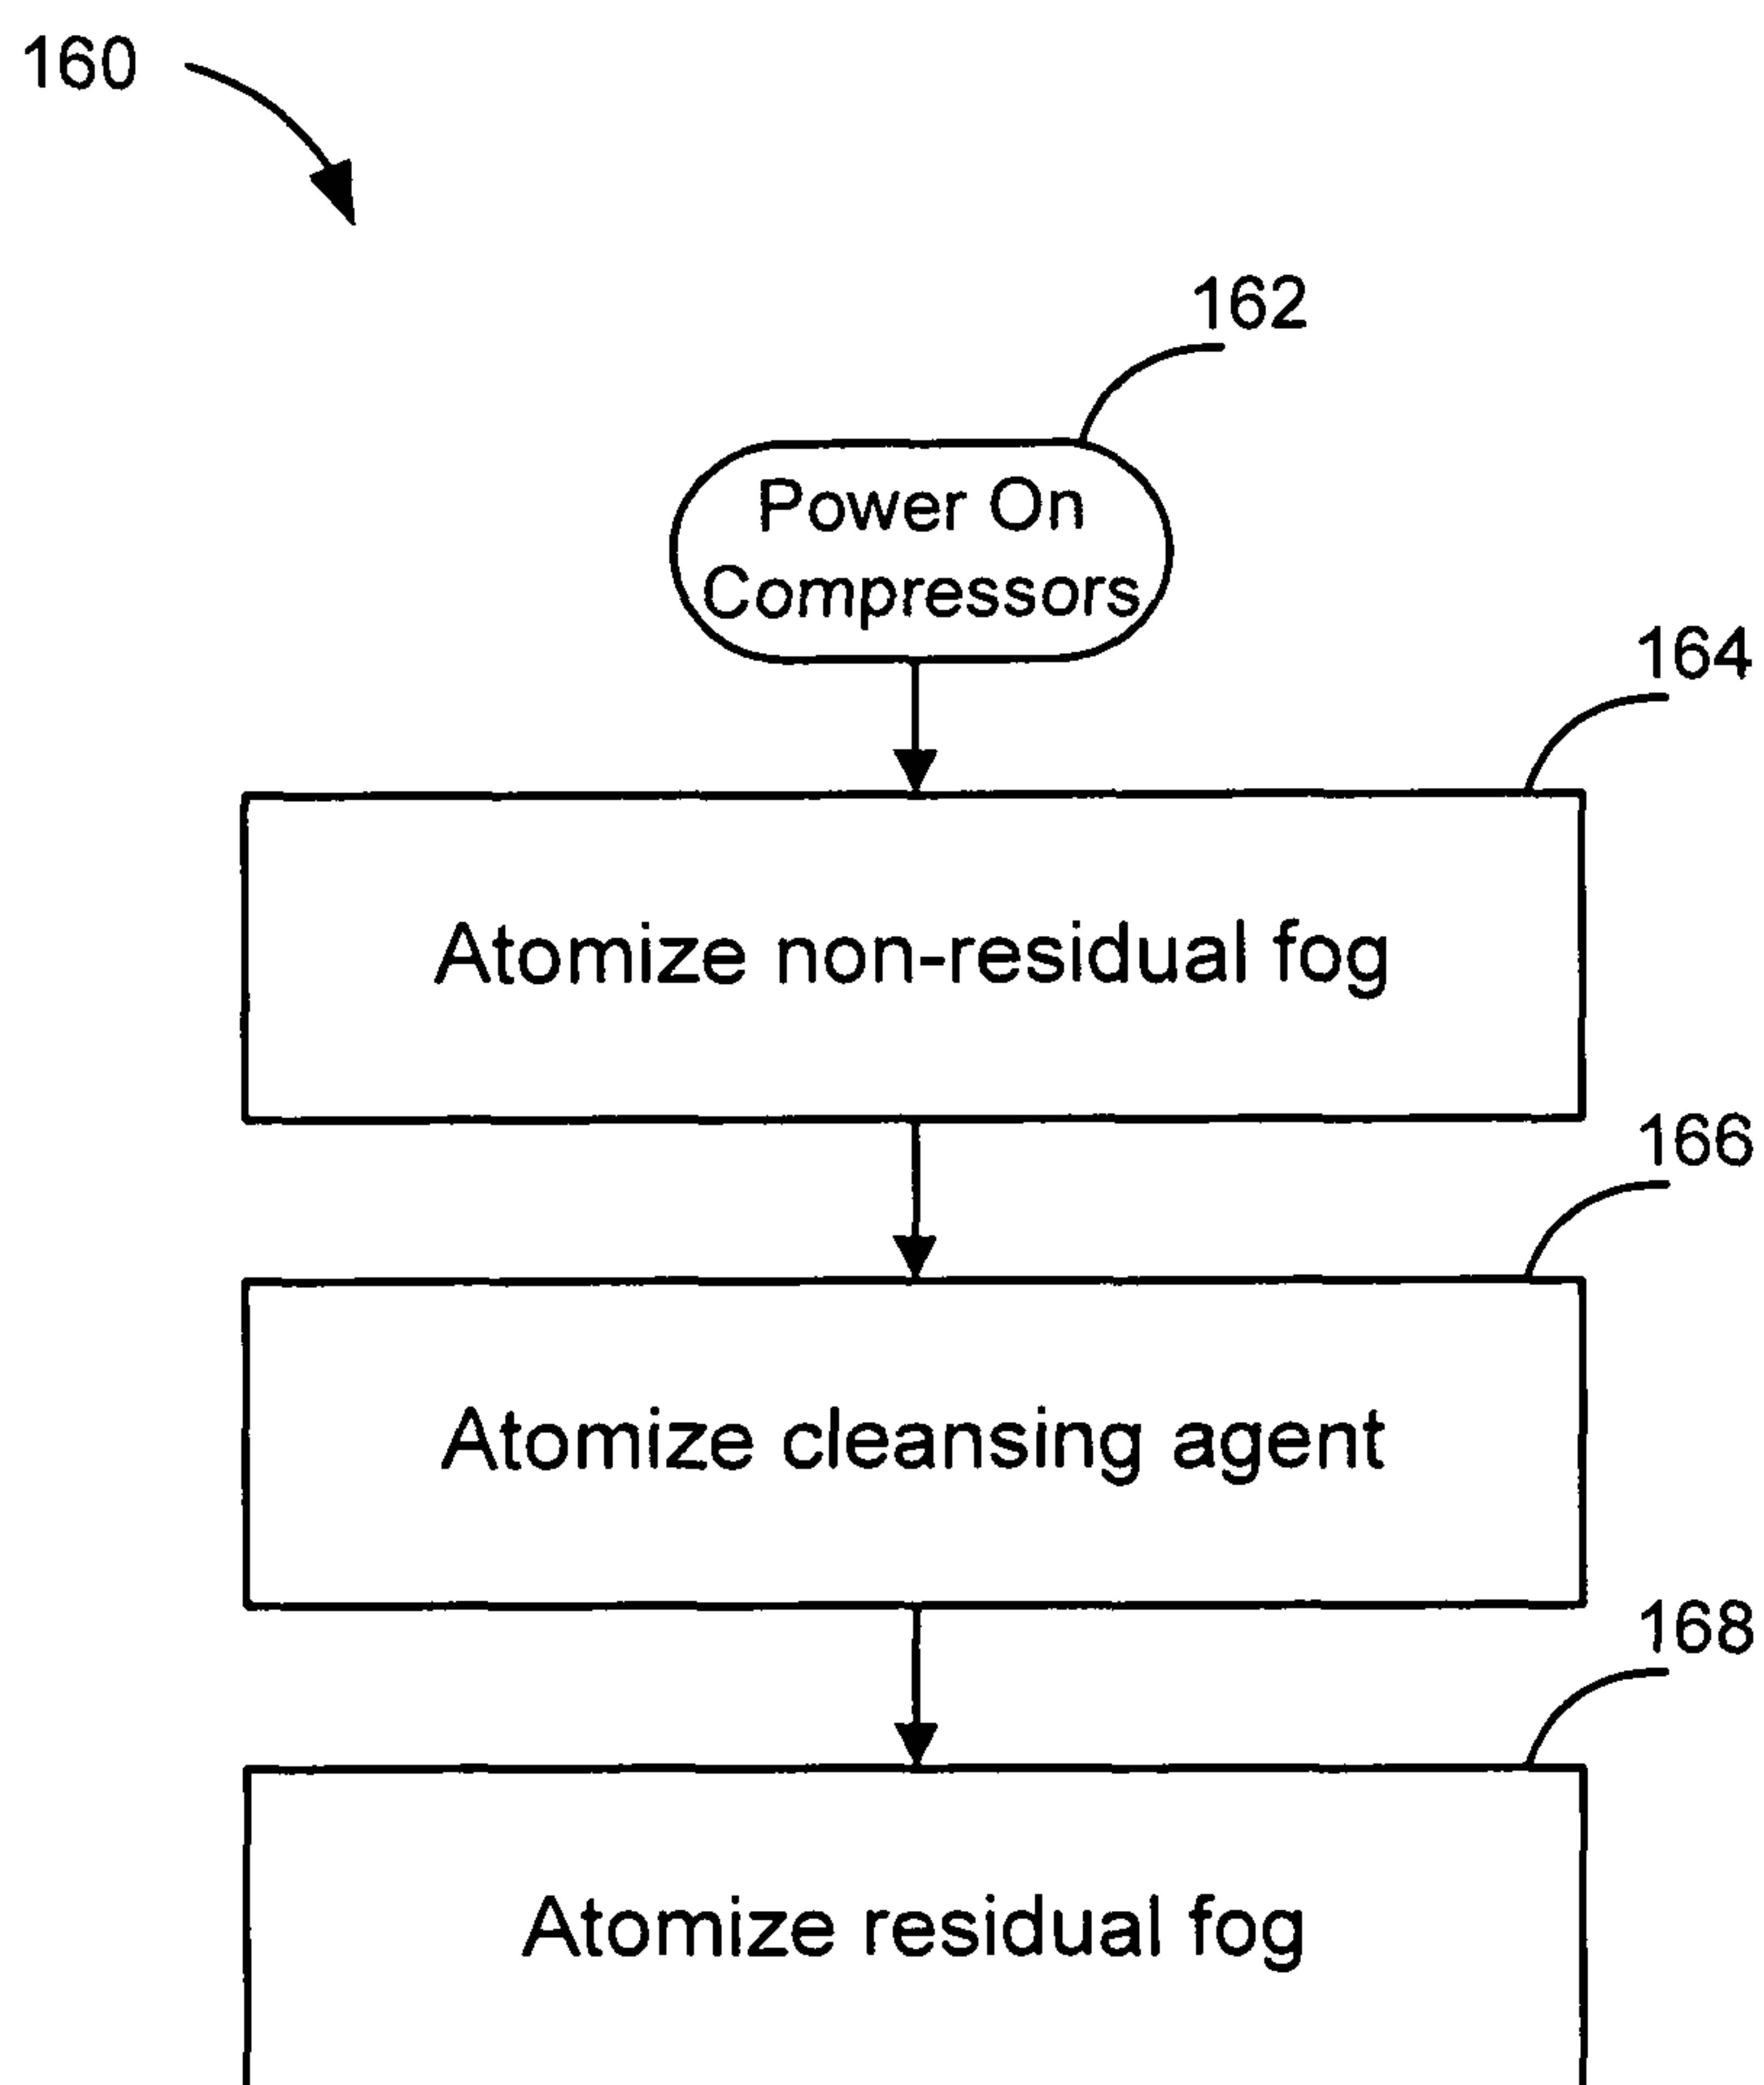 160
162
Power On
Compressors
164
Atomize non-residual fog
166
Atomize cleansing agent
168
Atomize residual fog